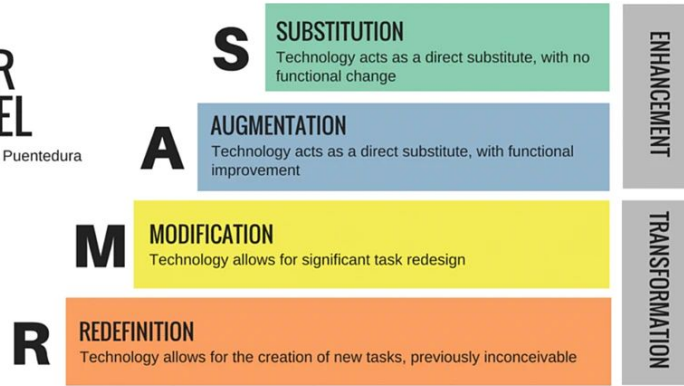 R
EL
Puentedura
S
SUBSTITUTION
Technology acts as a direct substitute, with no
functional change
A
AUGMENTATION
Technology acts as a direct substitute, with functional
improvement
M
MODIFICATION
Technology allows for significant task redesign
R
REDEFINITION
Technology allows for the creation of new tasks, previously inconceivable
ENHANCEMENT
TRANSFORMATION